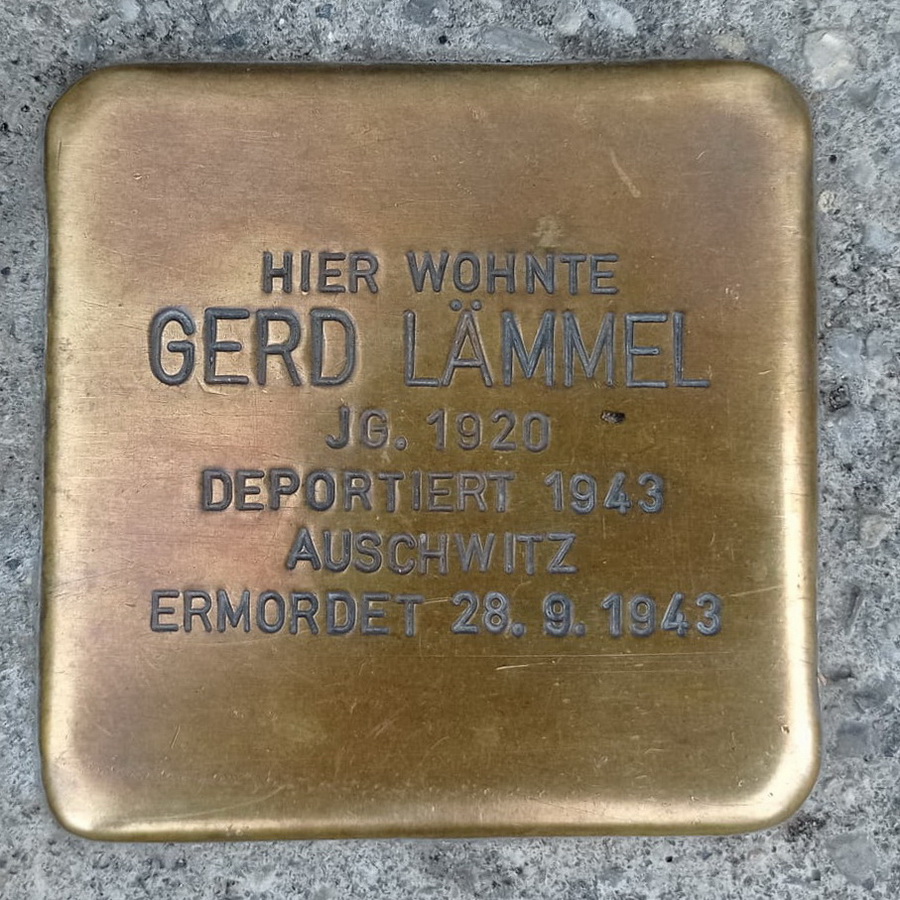 HIER WOHNTE
GERD LÄMMEL
JG. 1920
DEPORTIERT 1943
AUSCHWITZ
ERMORDET 28.9.1943